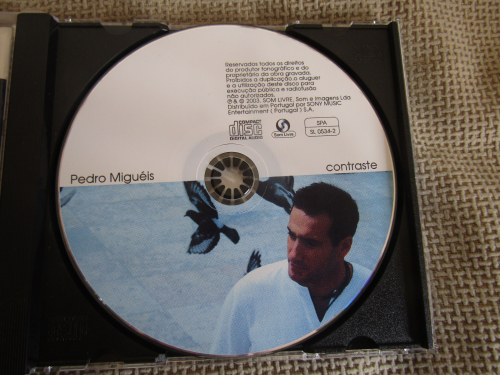 Reservados todos os direitos
do produtor fonográfico e do
proprietário da obra gravada.
Proibidos a duplicação o aluguer
e a utilização deste disco para
execução pública e radiofusão
não autorizados.
℗ & © 2003, SOM LIVRE, Som e Imagens Lda
Distribuido em Portugal por SONY MUSIC
Entertainment ( Portugal ) S.A.
COMPACT
disc
DIGITAL AUDIO
Som Livre
SPA
SL 0534-2
Pedro Miguéis
contraste